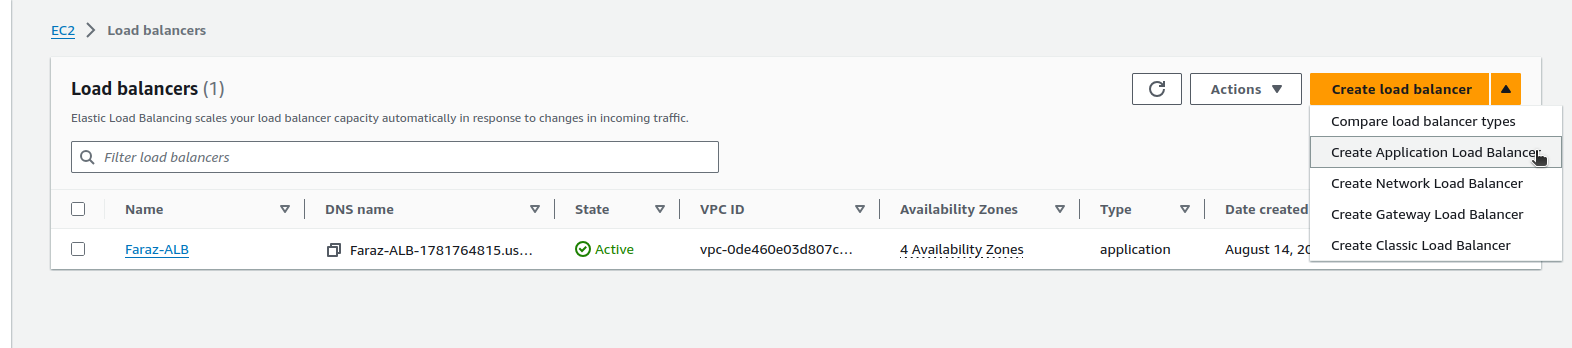 EC2 > Load balancers
Load balancers (1)
Actions
Create load balancer
Elastic Load Balancing scales your load balancer capacity automatically in response to changes in incoming traffic.
Filter load balancers
Compare load balancer types
Create Application Load Balancer
Create Network Load Balancer
Create Gateway Load Balancer
Create Classic Load Balancer
Name DNS name State VPC ID Availability Zones Type Date created
Faraz-ALB Faraz-ALB-1781764815.us... Active vpc-0de460e03d807c... 4 Availability Zones application August 14, 20